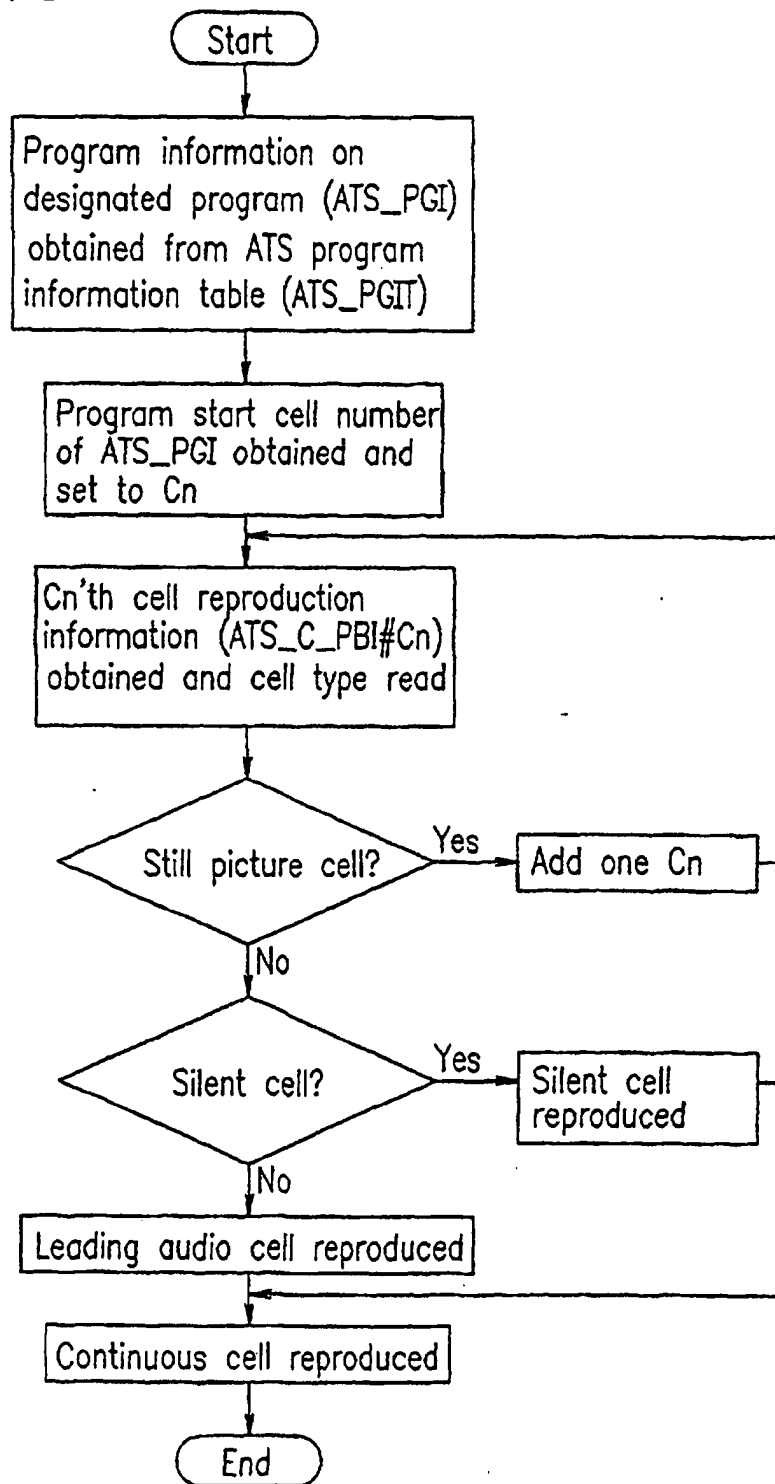 Start
Program information on
designated program (ATS_PGI)
obtained from ATS program
information table (ATS_PGIT)
Program start cell number
of ATS_PGI obtained and
set to Cn
Cn'th cell reproduction
information (ATS_C_PBI#Cn)
obtained and cell type read
Still picture cell?
Yes
Add one Cn
No
Silent cell?
Yes
Silent cell
reproduced
No
Leading audio cell reproduced
Continuous cell reproduced
End